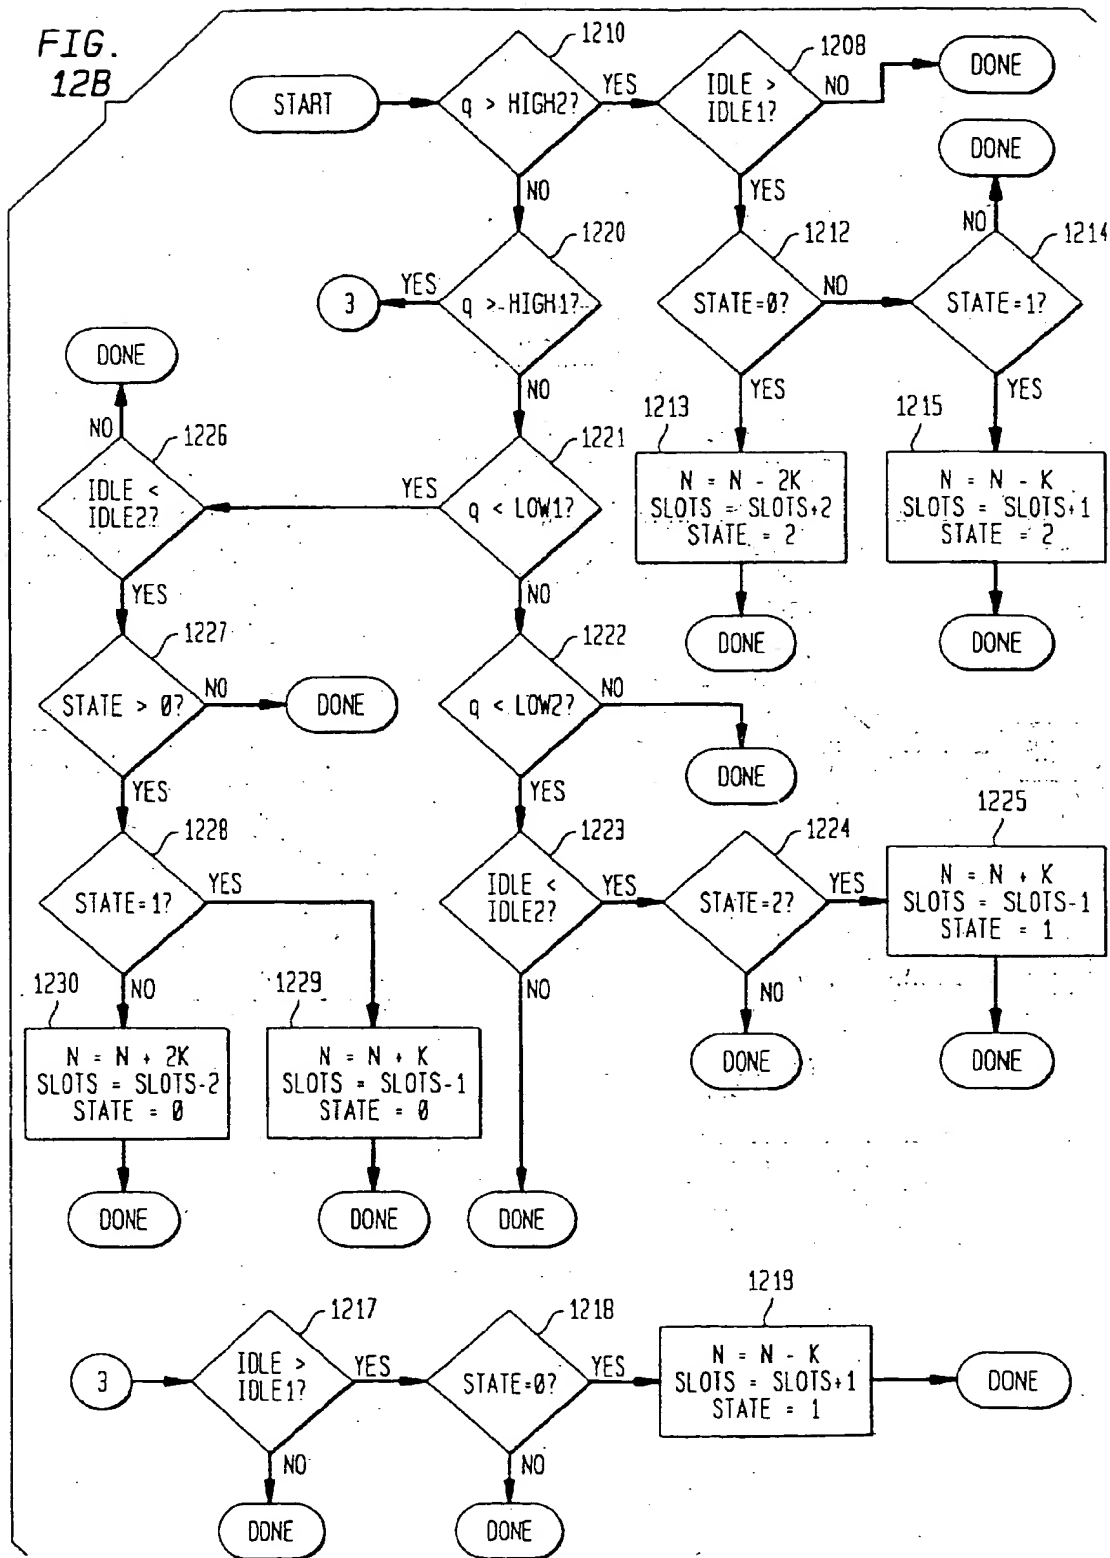 FIG.
12B
START
1210
q > HIGH2?
YES
NO
1208
IDLE >
IDLE1?
NO
DONE
YES
1220
q > HIGH1?
YES
3
NO
1212
STATE=0?
NO
YES
1214
STATE=1?
NO
DONE
YES
1213
N = N - 2K
SLOTS = SLOTS+2
STATE = 2
DONE
1215
N = N - K
SLOTS = SLOTS+1
STATE = 2
DONE
1221
q < LOW1?
YES
NO
1226
IDLE <
IDLE2?
NO
DONE
YES
1227
STATE > 0?
NO
DONE
YES
1222
q < LOW2?
NO
DONE
YES
1228
STATE=1?
YES
NO
1223
IDLE <
IDLE2?
YES
NO
DONE
1224
STATE=2?
YES
NO
DONE
1225
N = N + K
SLOTS = SLOTS-1
STATE = 1
DONE
1230
N = N + 2K
SLOTS = SLOTS-2
STATE = 0
DONE
1229
N = N + K
SLOTS = SLOTS-1
STATE = 0
DONE
3
1217
IDLE >
IDLE1?
YES
NO
DONE
1218
STATE=0?
YES
NO
DONE
1219
N = N - K
SLOTS = SLOTS+1
STATE = 1
DONE